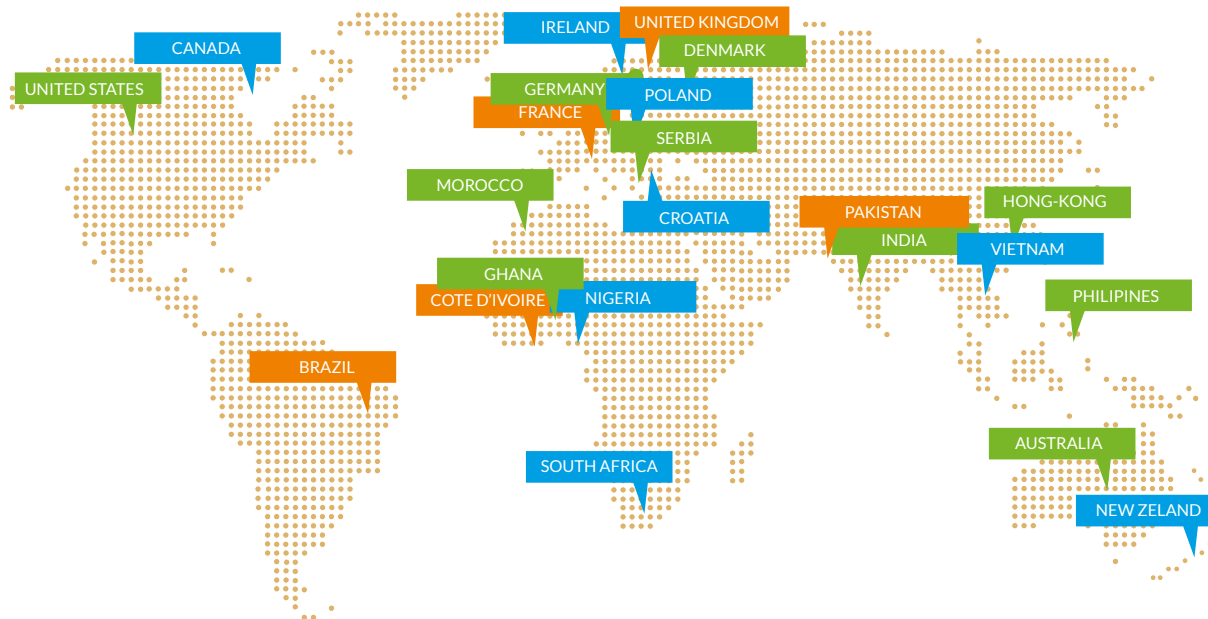 UNITED KINGDOM
IRELAND
CANADA
DENMARK
UNITED STATES
GERMANY
POLAND
FRANCE
SERBIA
MOROCCO
HONG-KONG
PAKISTAN
CROATIA
INDIA
VIETNAM
GHANA
PHILIPINES
COTE D'IVOIRE
NIGERIA
BRAZIL
AUSTRALIA
SOUTH AFRICA
NEW ZELAND